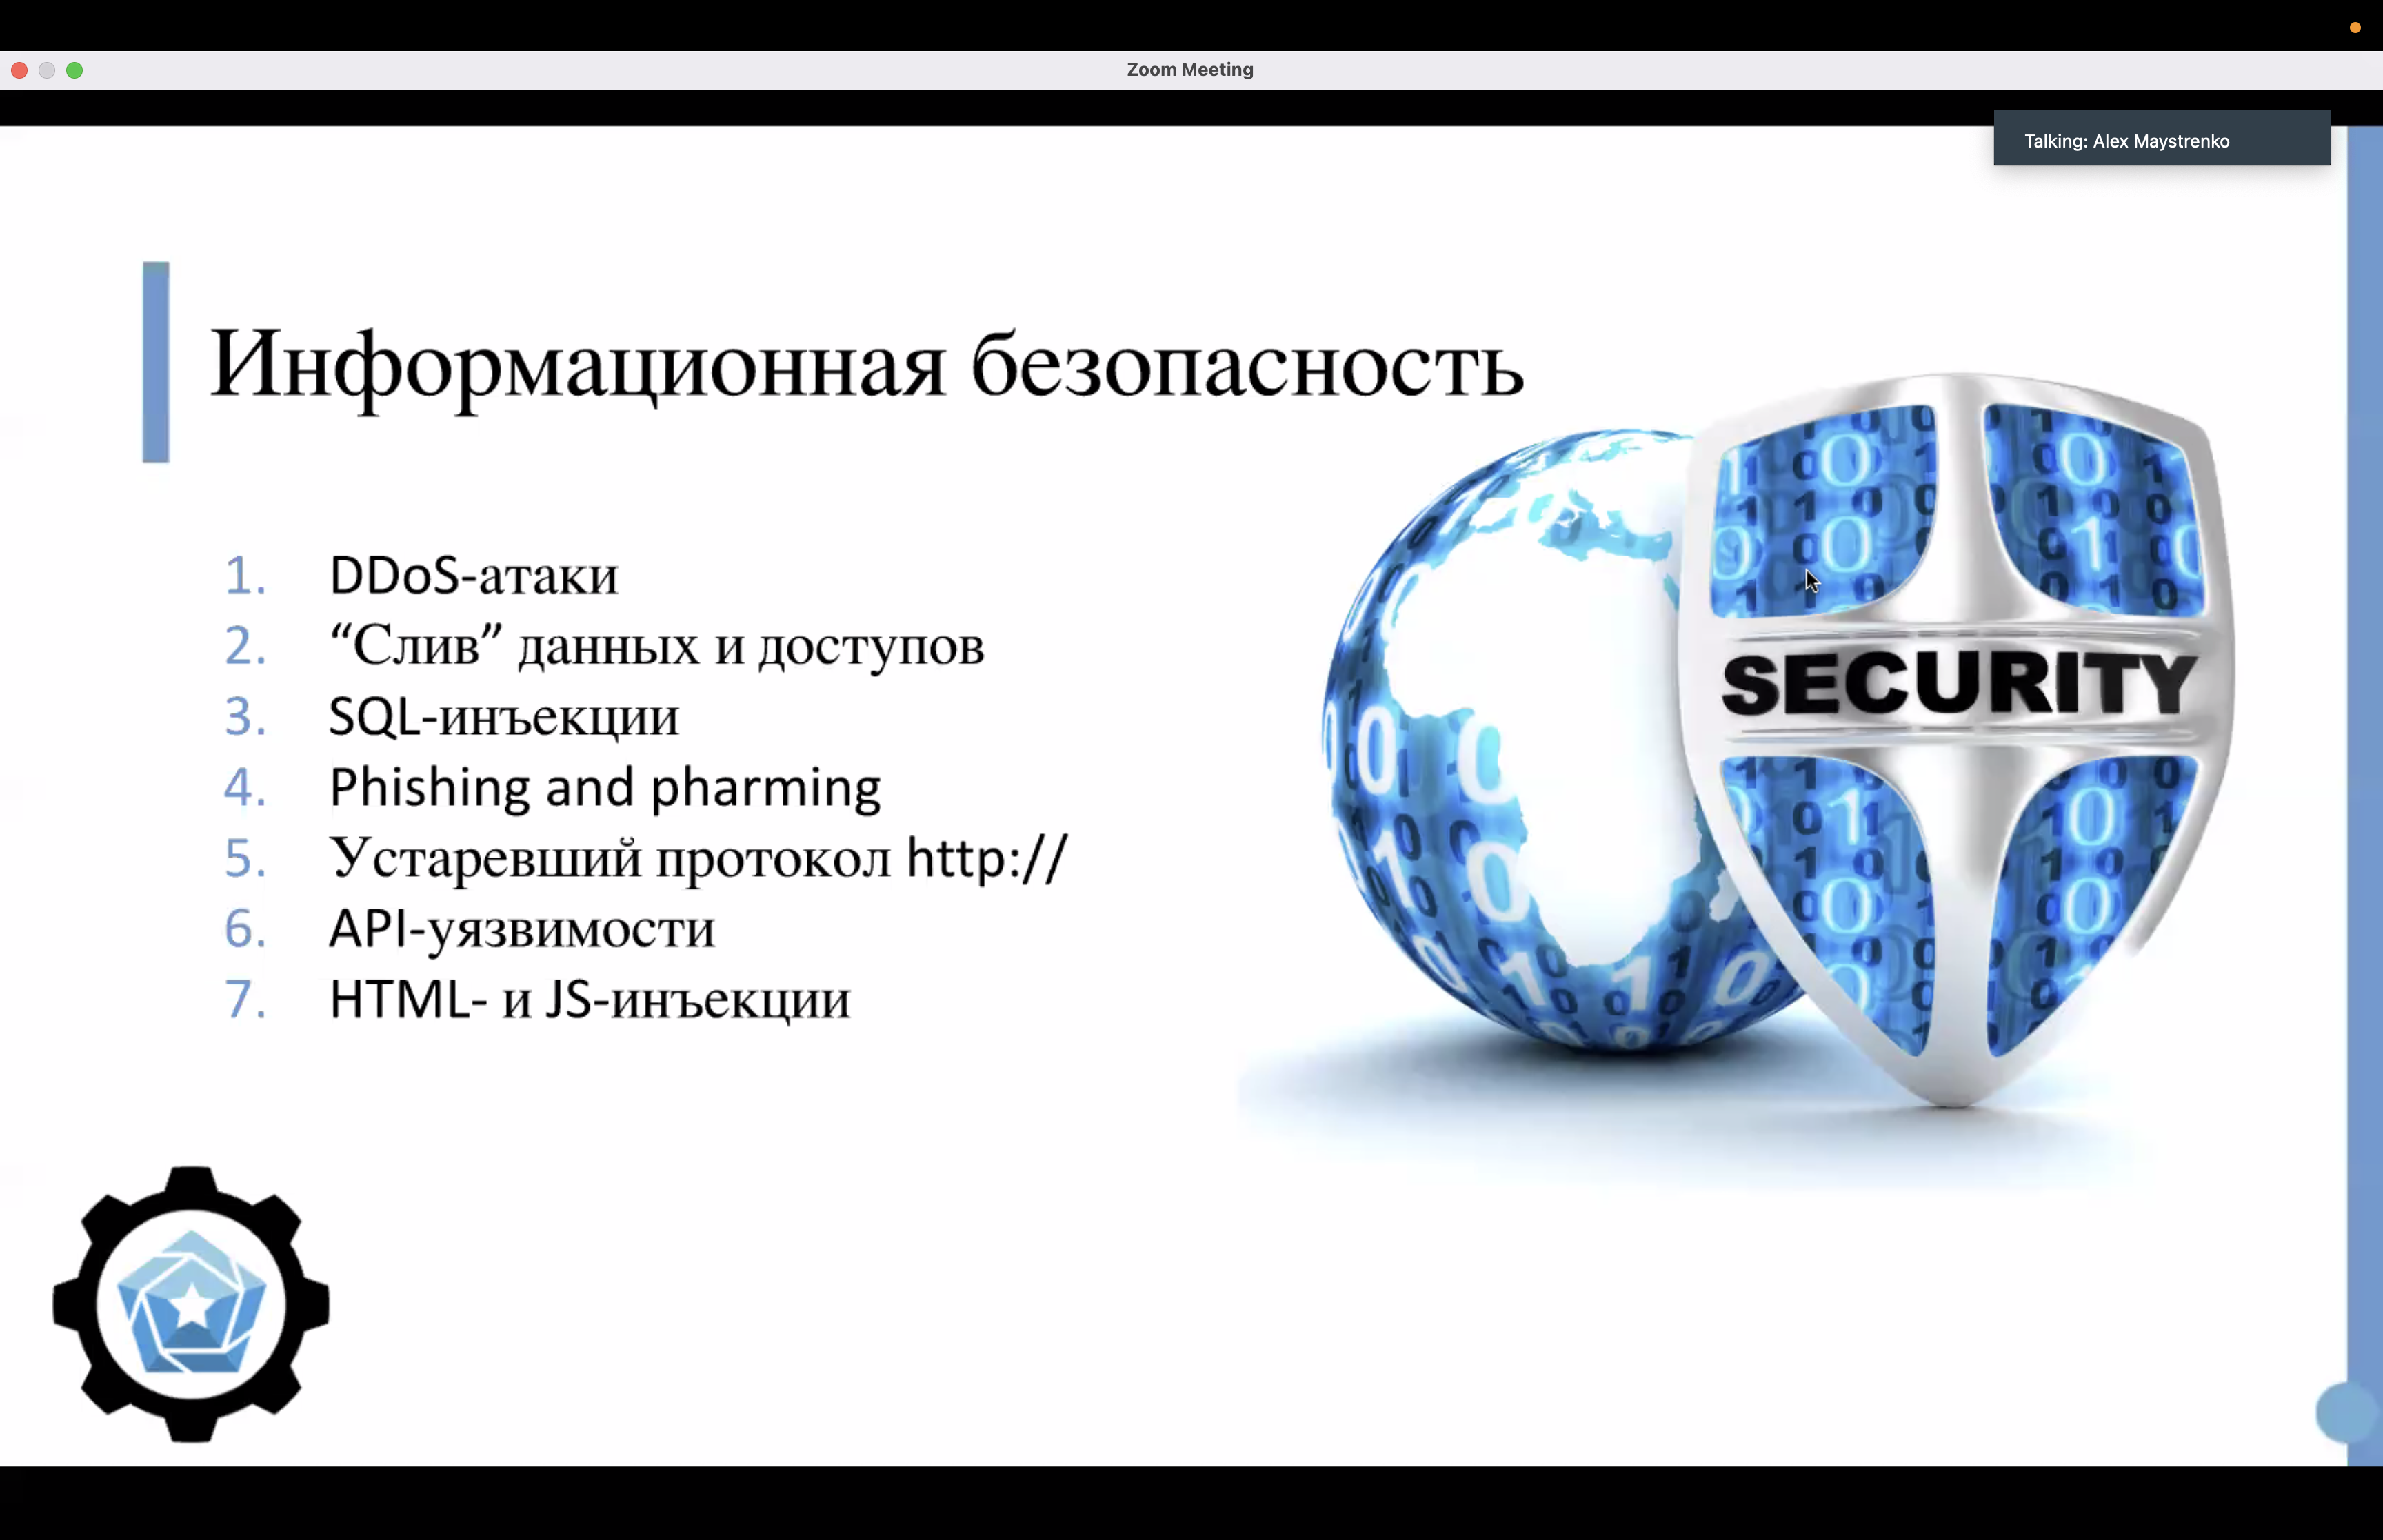 Zoom Meeting
Talking: Alex Maystrenko
Информационная безопасность
1. DDoS-атаки
2. “Слив” данных и доступов
3. SQL-инъекции
4. Phishing and pharming
5. Устаревший протокол http://
6. API-уязвимости
7. HTML- и JS-инъекции
SECURITY